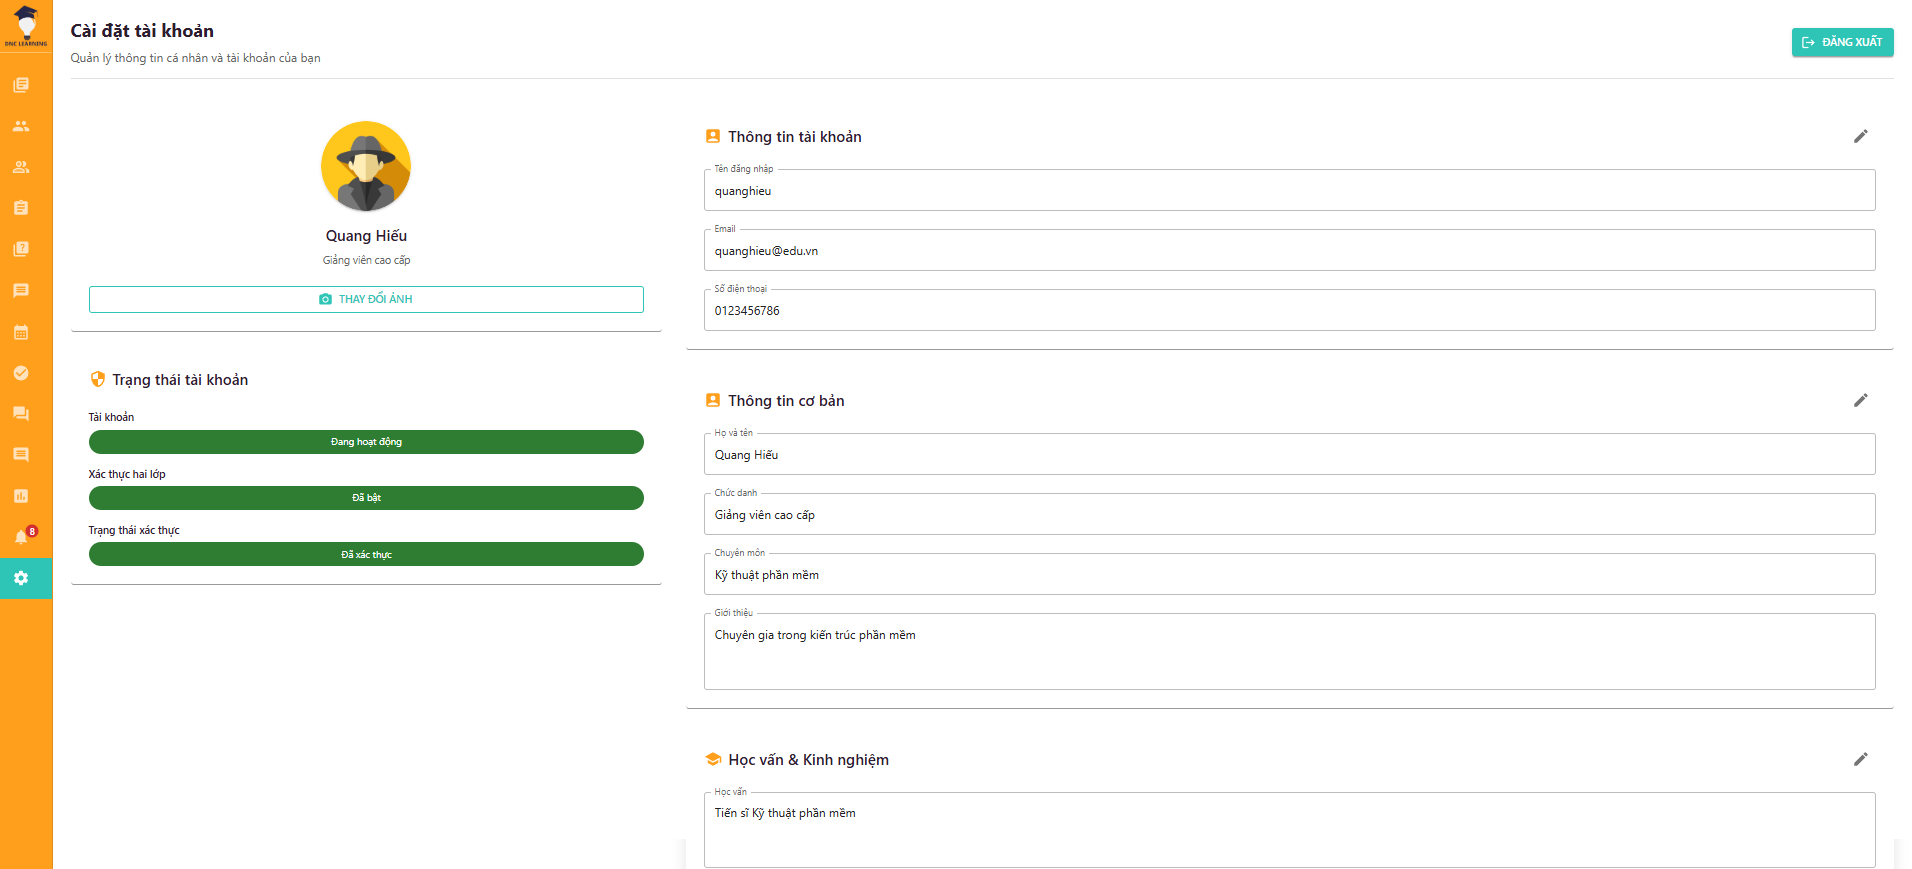 DNC LEARNING
Cài đặt tài khoản
Quản lý thông tin cá nhân và tài khoản của bạn
ĐĂNG XUẤT
Quang Hiếu
Giảng viên cao cấp
THAY ĐỔI ẢNH
Trạng thái tài khoản
Tài khoản
Đang hoạt động
Xác thực hai lớp
Đã bật
Trạng thái xác thực
Đã xác thực
8
Thông tin tài khoản
Tên đăng nhập
quanghieu
Email
quanghieu@edu.vn
Số điện thoại
0123456786
Thông tin cơ bản
Họ và tên
Quang Hiếu
Chức danh
Giảng viên cao cấp
Chuyên môn
Kỹ thuật phần mềm
Giới thiệu
Chuyên gia trong kiến trúc phần mềm
Học vấn & Kinh nghiệm
Học vấn
Tiến sĩ Kỹ thuật phần mềm